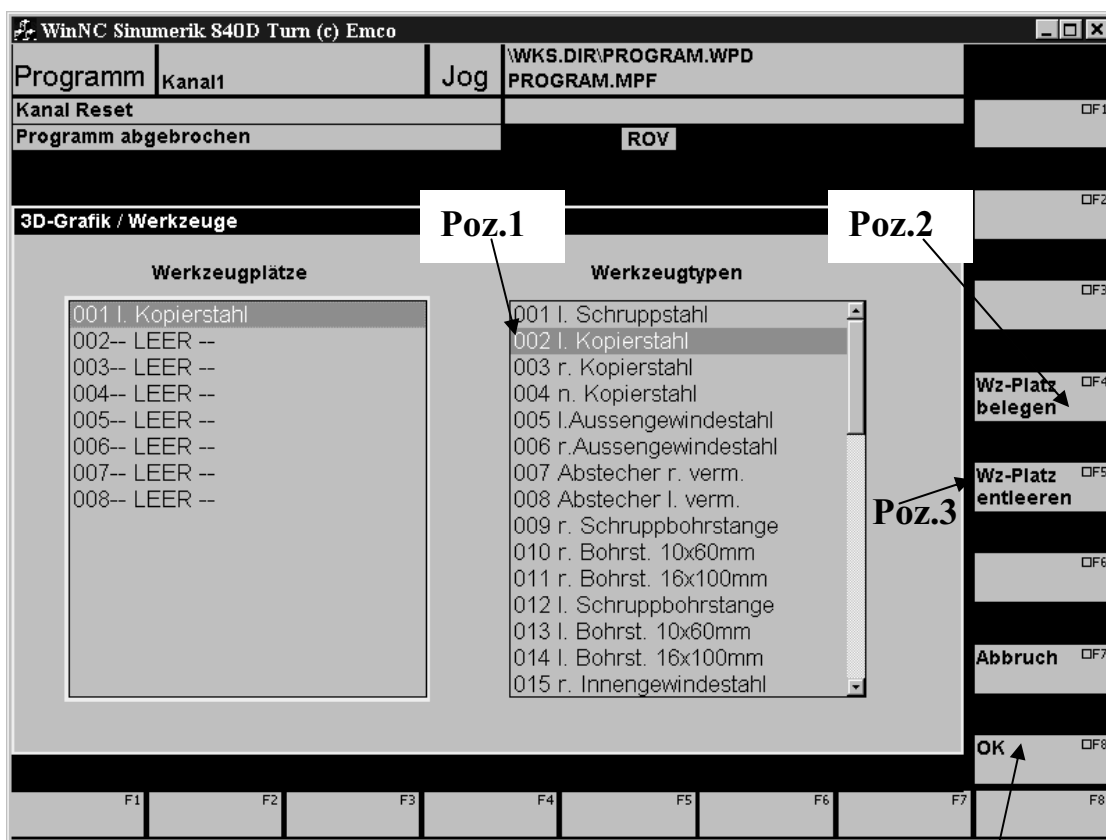 WinNC Sinumerik 840D Turn (c) Emco
Programm Kanal1 Jog \WKS.DIR\PROGRAM.WPD
PROGRAM.MPF
Kanal Reset
Programm abgebrochen ROV
3D-Grafik / Werkzeuge
Poz.1
Poz.2
Werkzeugplätze
001 l. Kopierstahl
002-- LEER --
003-- LEER --
004-- LEER --
005-- LEER --
006-- LEER --
007-- LEER --
008-- LEER --
Werkzeugtypen
001 l. Schruppstahl
002 l. Kopierstahl
003 r. Kopierstahl
004 n. Kopierstahl
005 l.Aussengewindestahl
006 r.Aussengewindestahl
007 Abstecher r. verm.
008 Abstecher l. verm.
009 r. Schruppbohrstange
010 r. Bohrst. 10x60mm
011 r. Bohrst. 16x100mm
012 l. Schruppbohrstange
013 l. Bohrst. 10x60mm
014 l. Bohrst. 16x100mm
015 r. Innengewindestahl
Poz.3
F1
F2
F3
Wz-Platz F4
belegen
Wz-Platz F5
entleeren
F6
Abbruch F7
OK F8
F1 F2 F3 F4 F5 F6 F7 F8